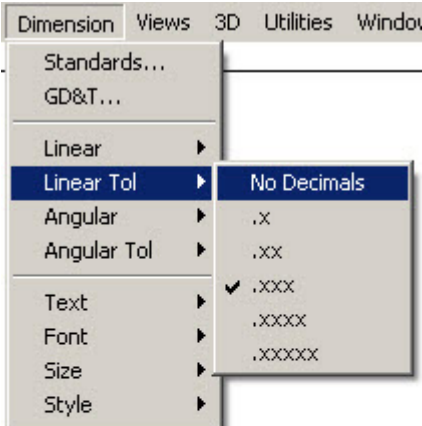 Dimension Views 3D Utilities Window
Standards...
GD&T...
Linear
Linear Tol
Angular
Angular Tol
Text
Font
Size
Style
No Decimals
.x
.xx
.xxx
.xxxx
.xxxxx